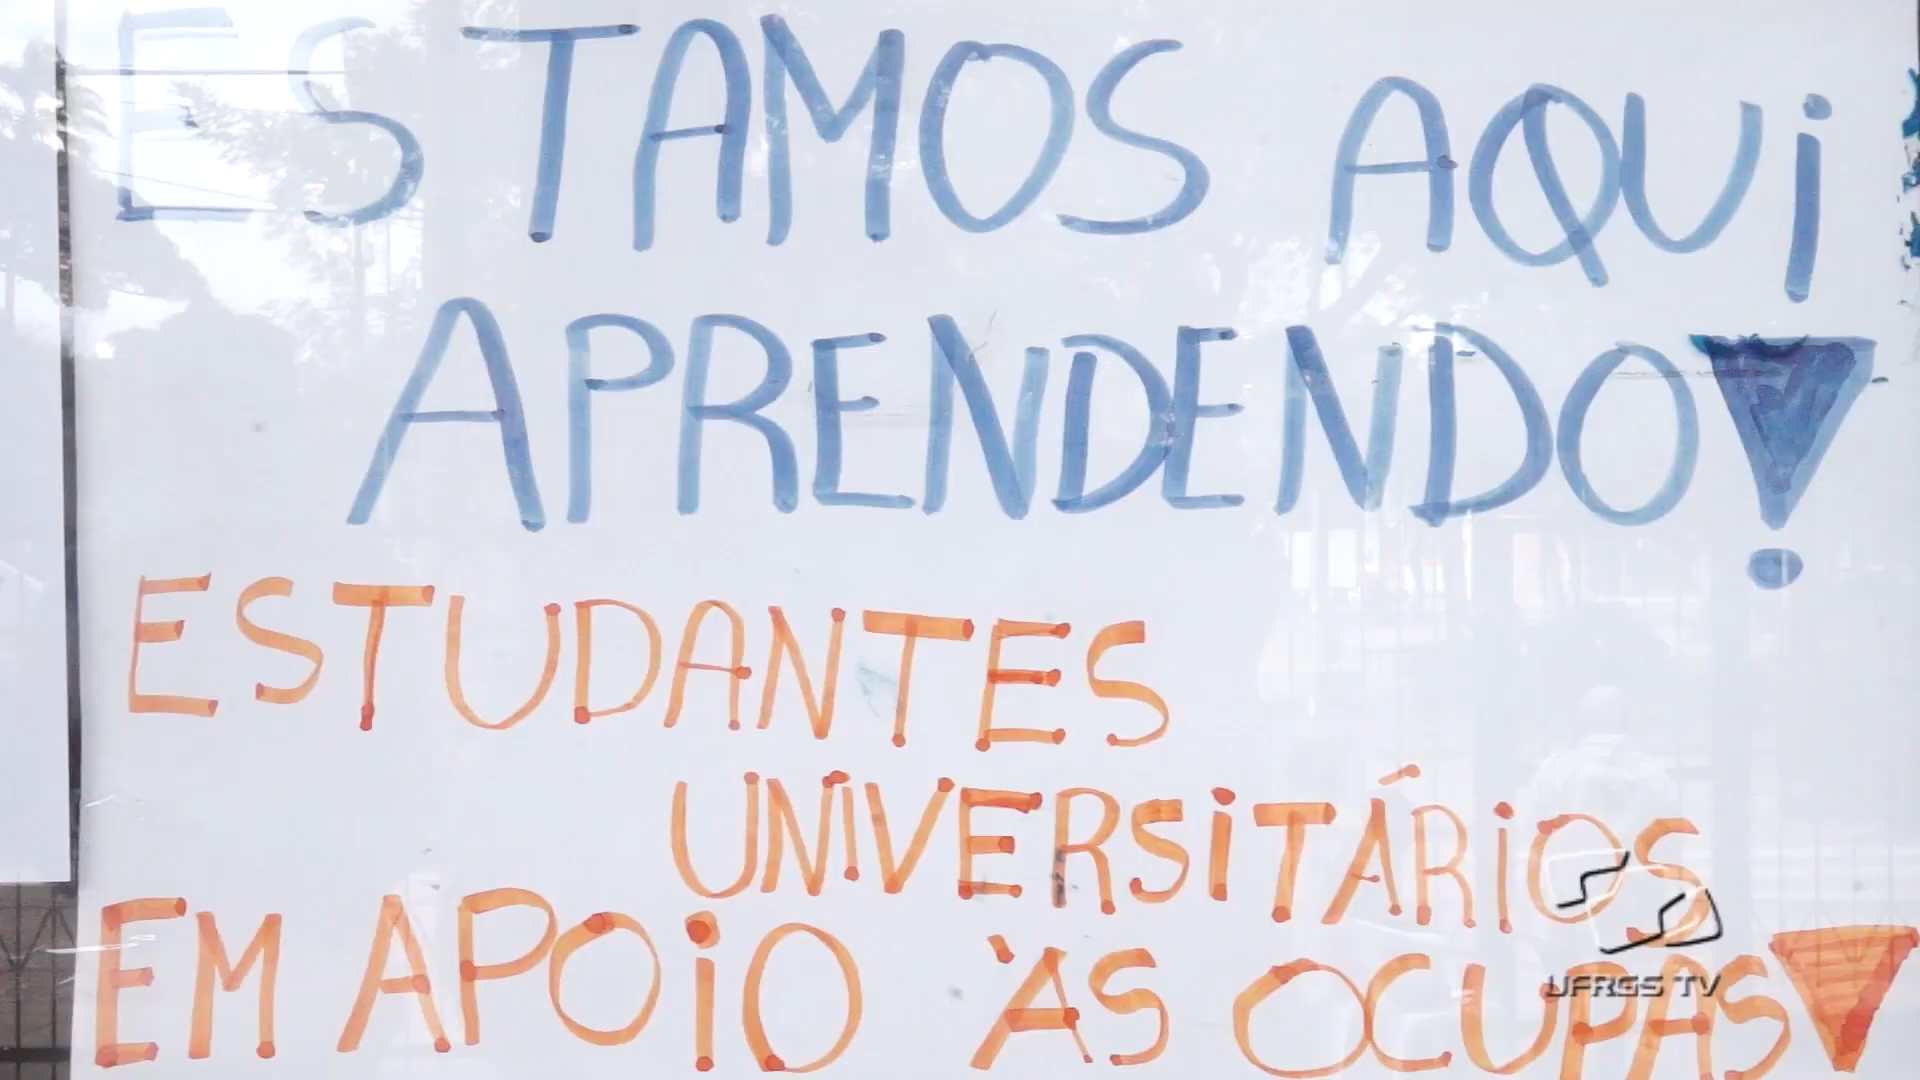 ESTAMOS AQUi
APRENDENDO!
ESTUDANTES
UNIVERSiTÁRiOS
EM APOiO ÀS OCUPAS!
UFRGS TV